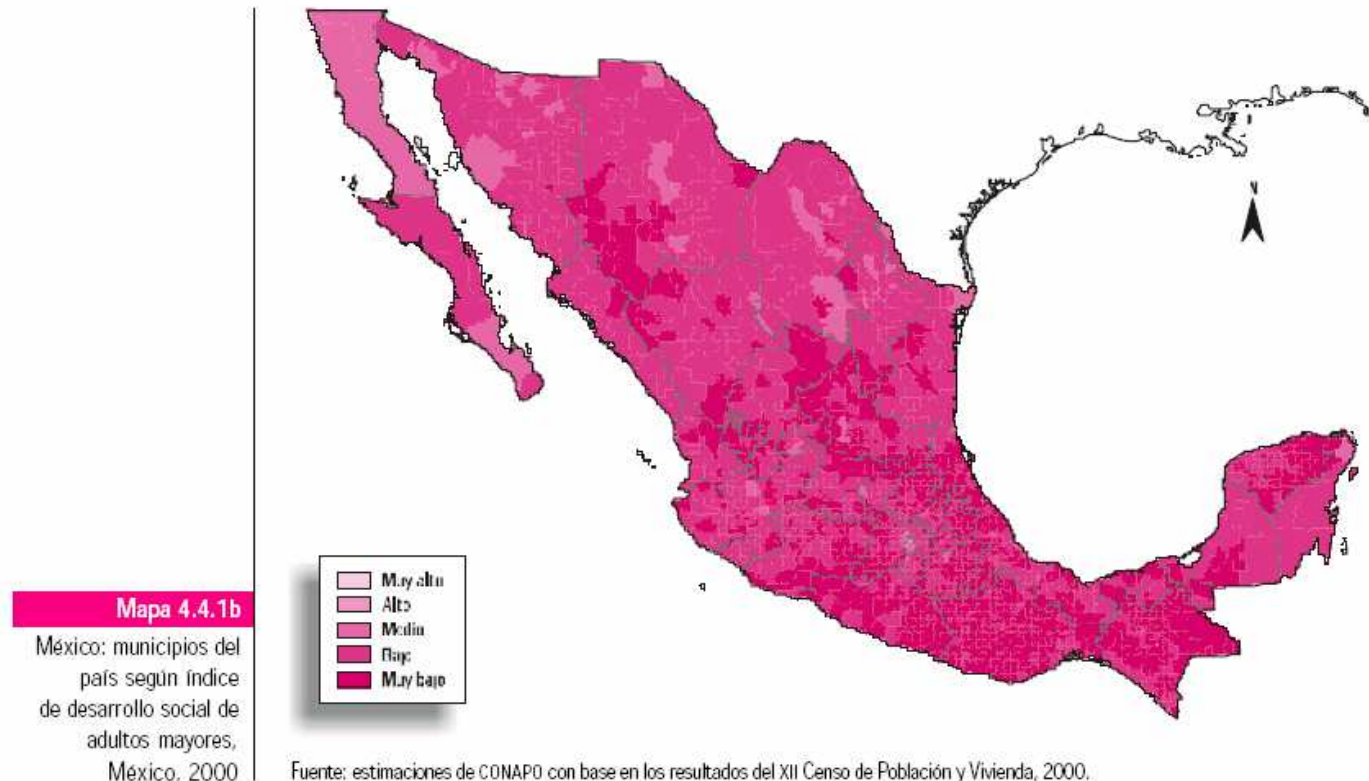 Mapa 4.4.1b
México: municipios del
país según índice
de desarrollo social de
adultos mayores,
México, 2000
Muy alto
Alto
Medio
Bajo
Muy bajo
N
Fuente: estimaciones de CONAPO con base en los resultados del XII Censo de Población y Vivienda, 2000.